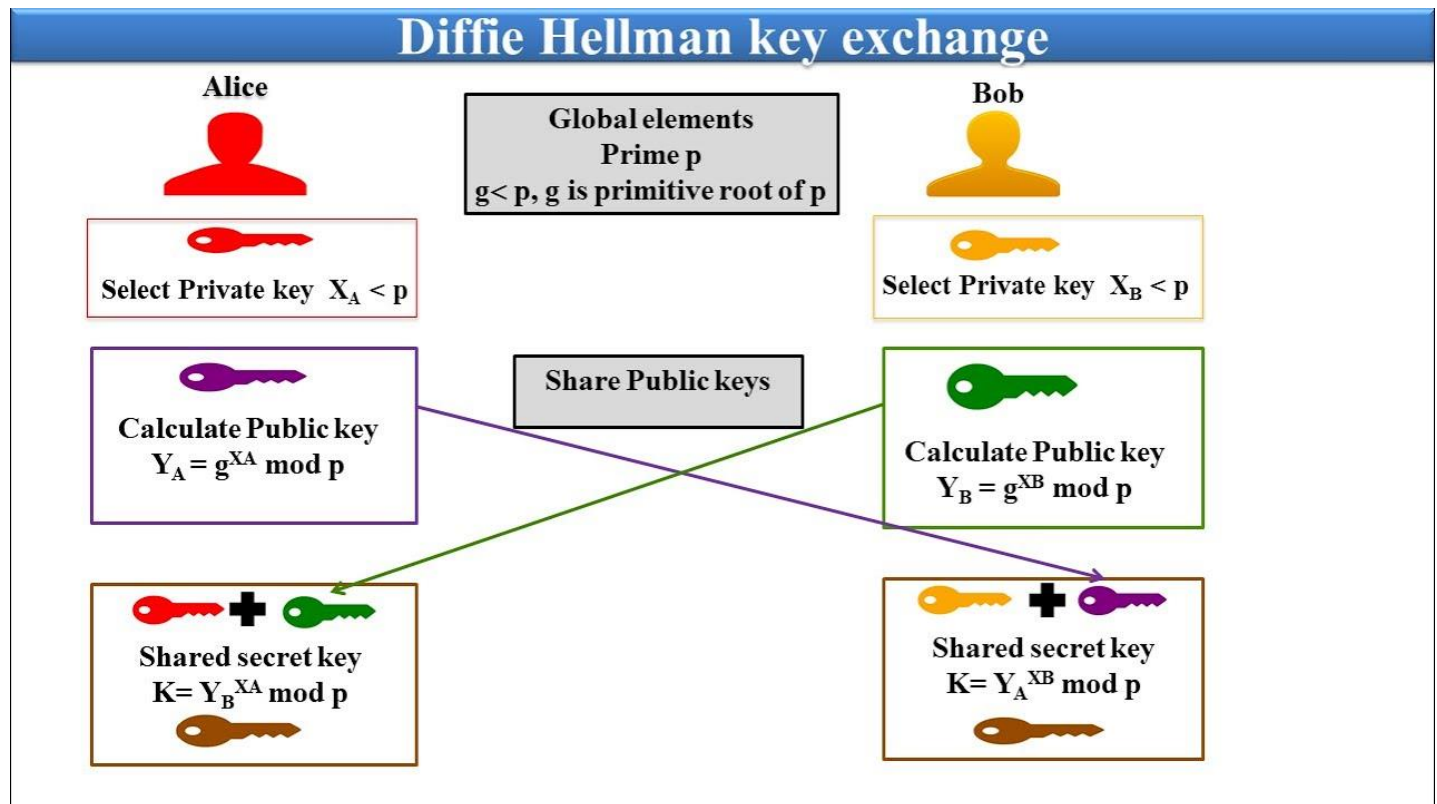 Diffie Hellman key exchange
Alice
Bob
Global elements
Prime p
g< p, g is primitive root of p
Select Private key X_A < p
Select Private key X_B < p
Share Public keys
Calculate Public key
Y_A = g^XA mod p
Calculate Public key
Y_B = g^XB mod p
Shared secret key
K= Y_B^XA mod p
Shared secret key
K= Y_A^XB mod p